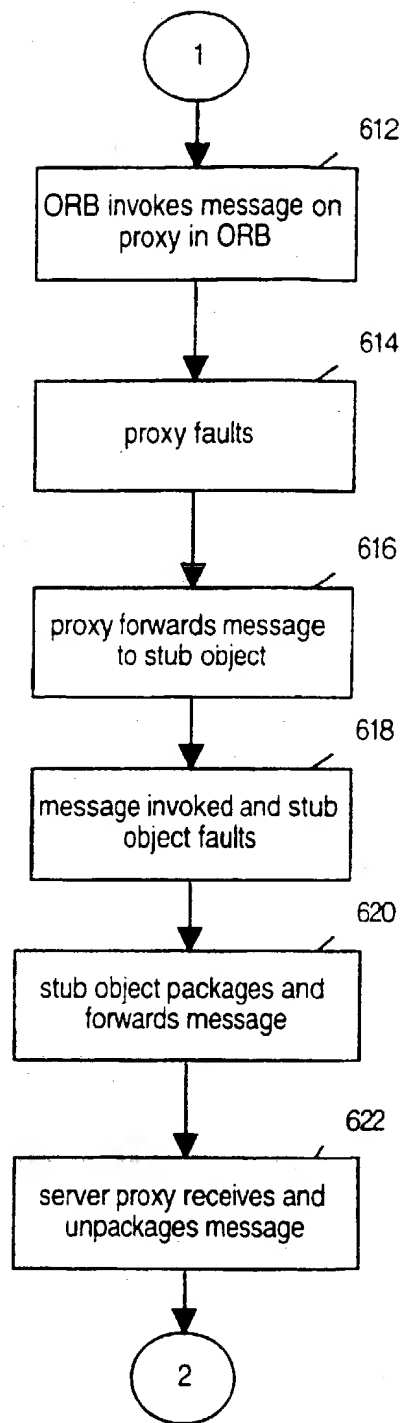 1
612
ORB invokes message on
proxy in ORB
614
proxy faults
616
proxy forwards message
to stub object
618
message invoked and stub
object faults
620
stub object packages and
forwards message
622
server proxy receives and
unpackages message
2